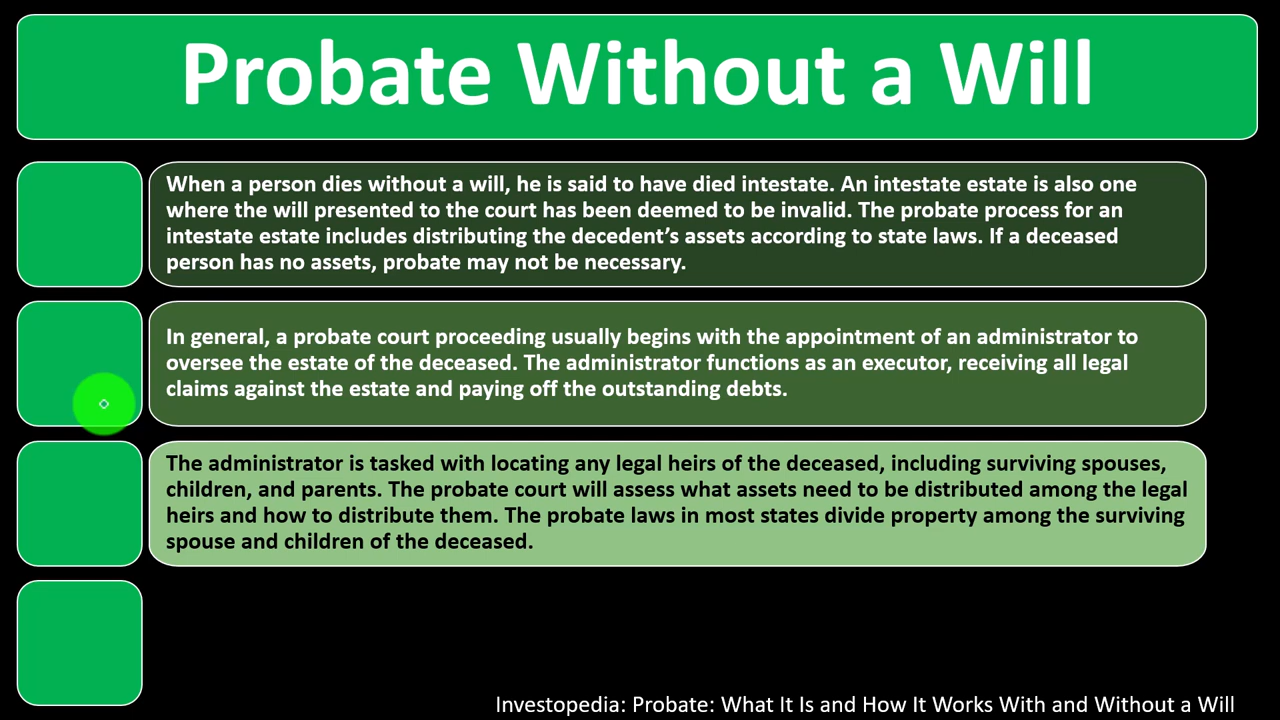 Probate Without a Will
When a person dies without a will, he is said to have died intestate. An intestate estate is also one
where the will presented to the court has been deemed to be invalid. The probate process for an
intestate estate includes distributing the decedent’s assets according to state laws. If a deceased
person has no assets, probate may not be necessary.
In general, a probate court proceeding usually begins with the appointment of an administrator to
oversee the estate of the deceased. The administrator functions as an executor, receiving all legal
claims against the estate and paying off the outstanding debts.
The administrator is tasked with locating any legal heirs of the deceased, including surviving spouses,
children, and parents. The probate court will assess what assets need to be distributed among the legal
heirs and how to distribute them. The probate laws in most states divide property among the surviving
spouse and children of the deceased.
Investopedia: Probate: What It Is and How It Works With and Without a Will